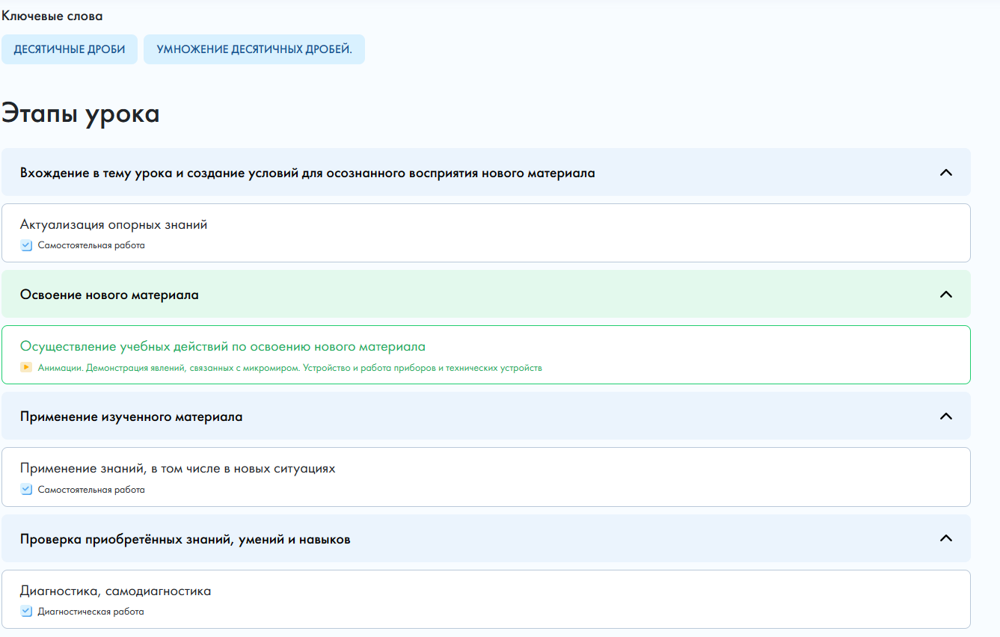 Ключевые слова
ДЕСЯТИЧНЫЕ ДРОБИ УМНОЖЕНИЕ ДЕСЯТИЧНЫХ ДРОБЕЙ.
Этапы урока
Вхождение в тему урока и создание условий для осознанного восприятия нового материала
Актуализация опорных знаний
Самостоятельная работа
Освоение нового материала
Осуществление учебных действий по освоению нового материала
Анимации. Демонстрация явлений, связанных с микромиром. Устройство и работа приборов и технических устройств
Применение изученного материала
Применение знаний, в том числе в новых ситуациях
Самостоятельная работа
Проверка приобретённых знаний, умений и навыков
Диагностика, самодиагностика
Диагностическая работа